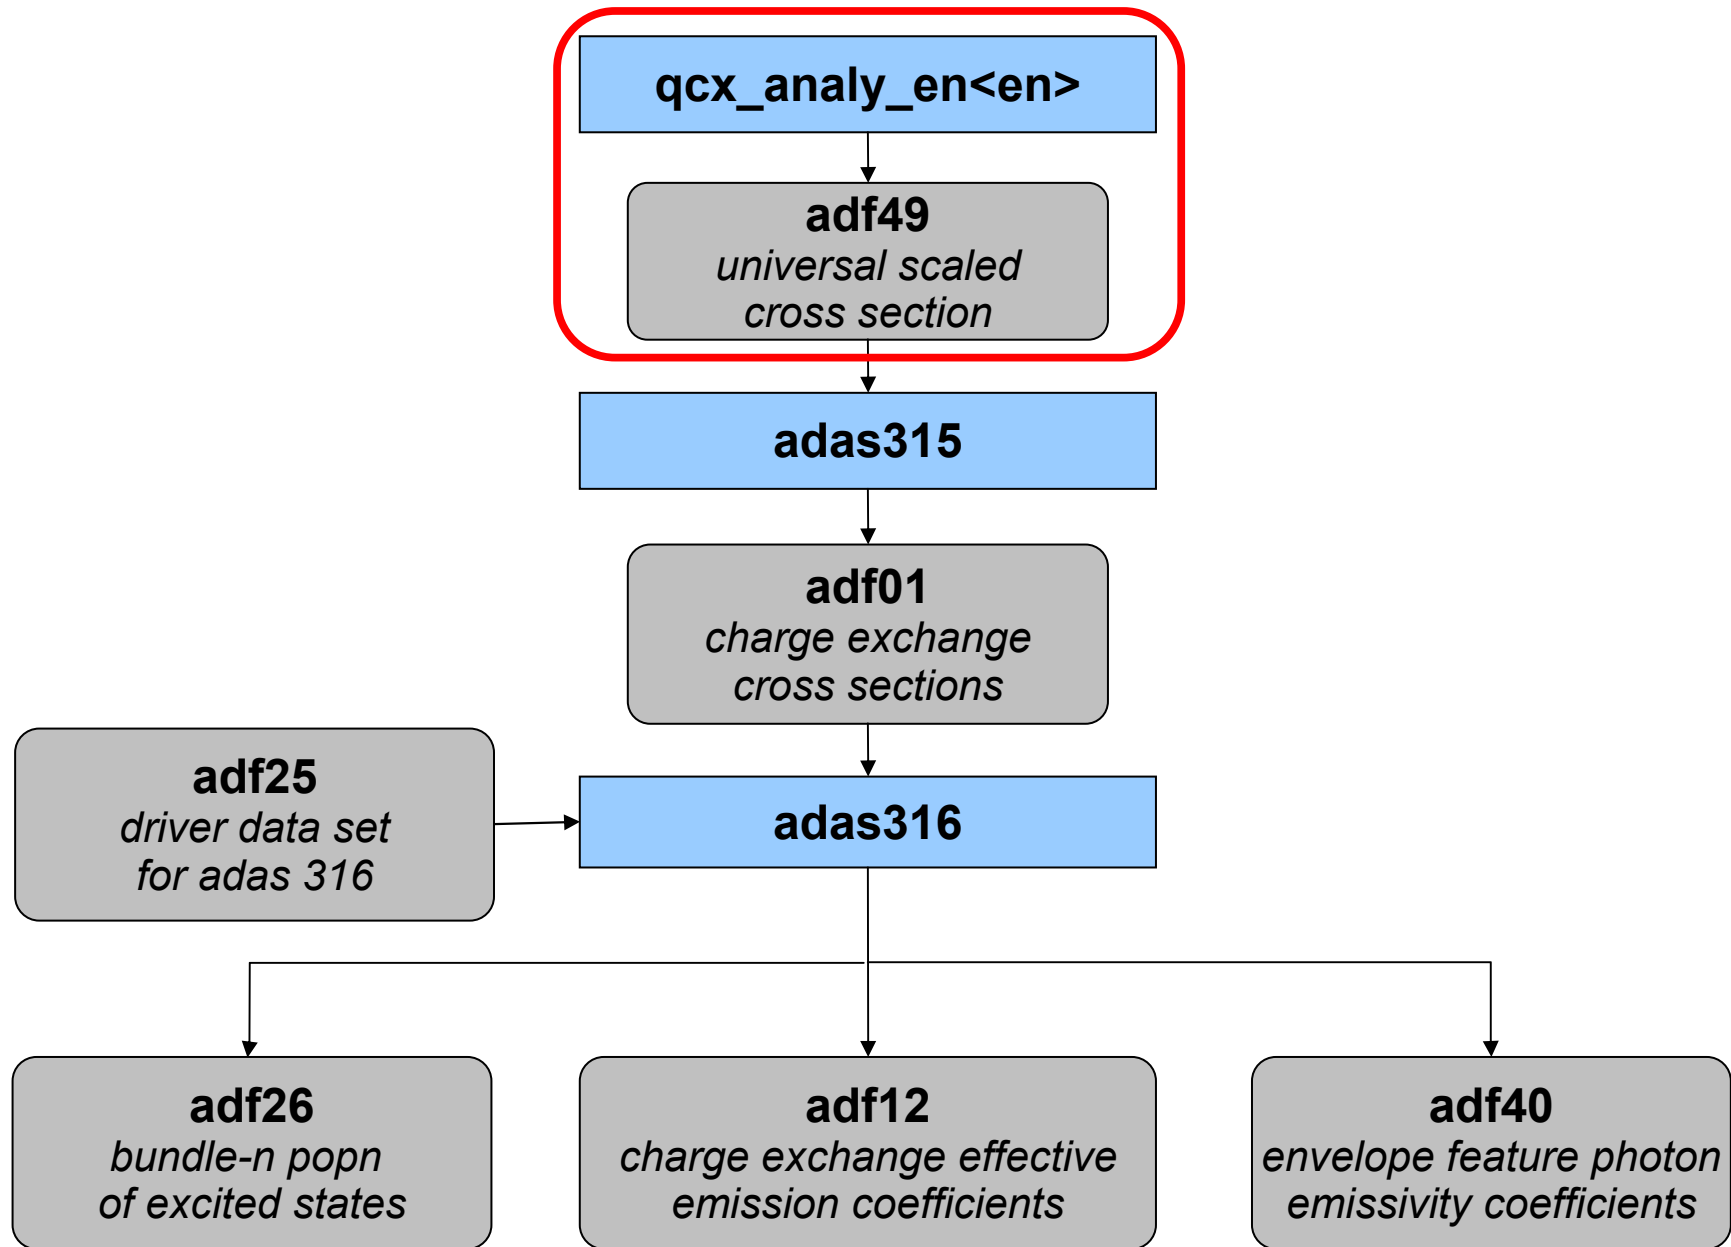 qcx_analy_en<en>
adf49
universal scaled
cross section
adas315
adf01
charge exchange
cross sections
adf25
driver data set
for adas 316
adas316
adf26
bundle-n popn
of excited states
adf12
charge exchange effective
emission coefficients
adf40
envelope feature photon
emissivity coefficients